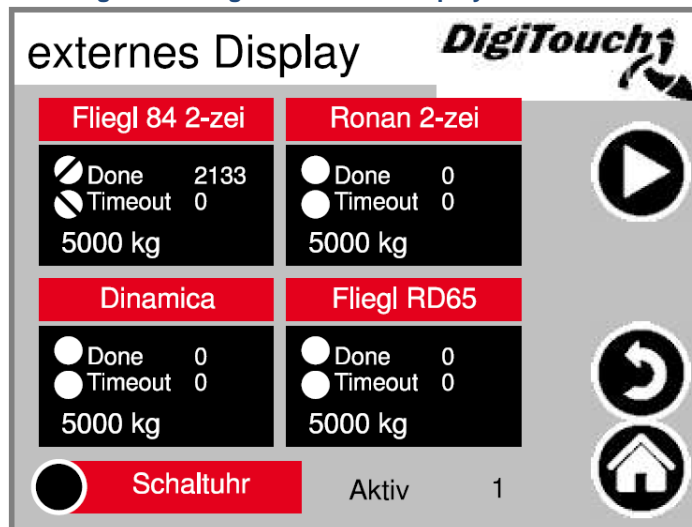 externes Display
DigiTouch
Fliegl 84 2-zei
Done 2133
Timeout 0
5000 kg
Ronan 2-zei
Done 0
Timeout 0
5000 kg
Dinamica
Done 0
Timeout 0
5000 kg
Fliegl RD65
Done 0
Timeout 0
5000 kg
Schaltuhr
Aktiv 1